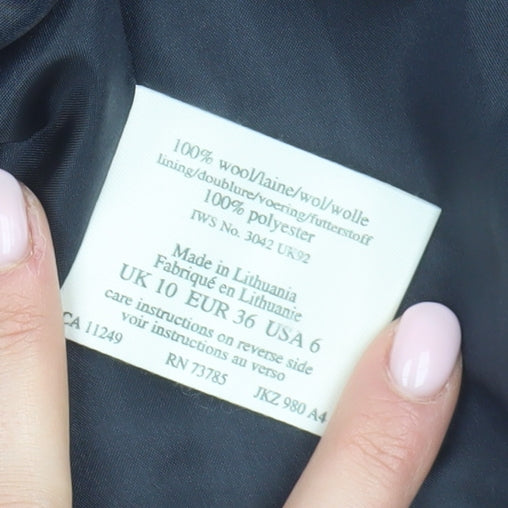 100% wool/laine/wol/wolle
lining/doublure/voering/futterstoff
100% polyester
IWS No. 3042 UK92
Made in Lithuania
Fabriqué en Lithuanie
UK 10 EUR 36 USA 6
care instructions on reverse side
voir instructions au verso
CA 11249
RN 73785
JKZ 980 A4